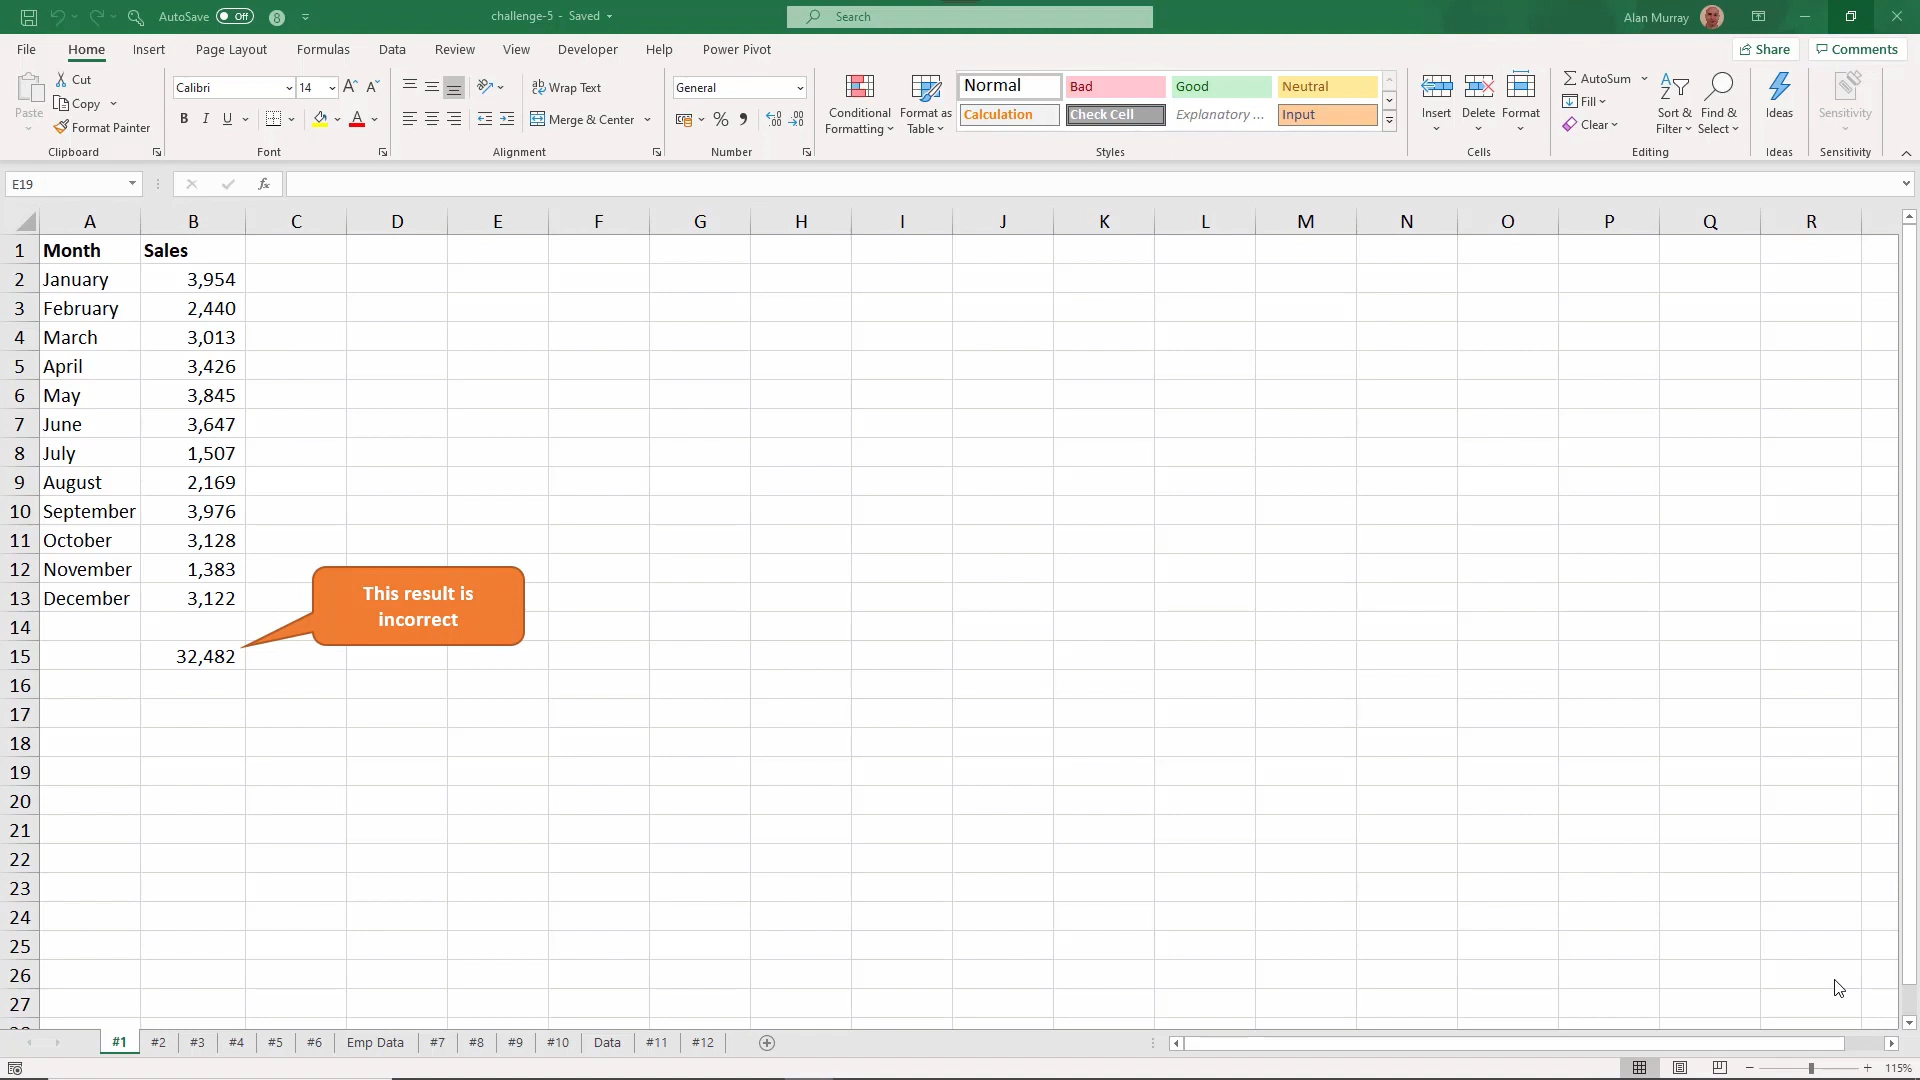 AutoSave Off 8 challenge-5 - Saved Search Alan Murray
File Home Insert Page Layout Formulas Data Review View Developer Help Power Pivot Share Comments
Paste Cut Copy Format Painter Clipboard
Calibri 14 A A B I U A Font
ab Wrap Text Merge & Center Alignment
General % , Number
Conditional Formatting Format as Table Normal Bad Good Neutral
Calculation Check Cell Explanatory ... Input Styles
Insert Delete Format Cells
AutoSum Fill Clear Sort & Filter Find & Select Editing
Ideas Ideas
Sensitivity Sensitivity
E19 fx
A B C D E F G H I J K L M N O P Q R
1 Month Sales
2 January 3,954
3 February 2,440
4 March 3,013
5 April 3,426
6 May 3,845
7 June 3,647
8 July 1,507
9 August 2,169
10 September 3,976
11 October 3,128
12 November 1,383
13 December 3,122
This result is
incorrect
14
15 32,482
16
17
18
19
20
21
22
23
24
25
26
27
#1 #2 #3 #4 #5 #6 Emp Data #7 #8 #9 #10 Data #11 #12
115%